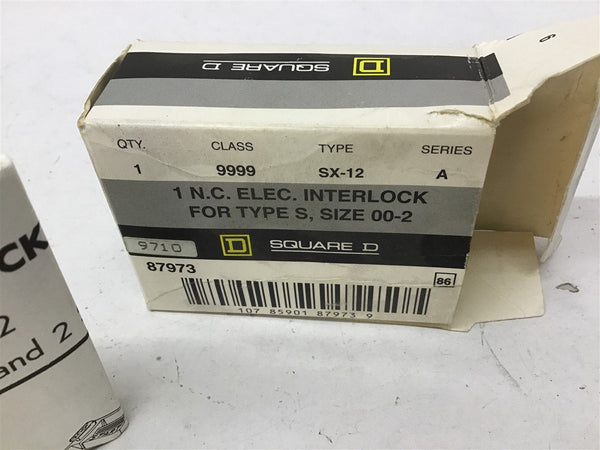 SQUARE D
QTY. CLASS TYPE SERIES
1 9999 SX-12 A
1 N.C. ELEC. INTERLOCK
FOR TYPE S, SIZE 00-2
9710 D SQUARE D
87973
86
107 85901 87973 9
CK
2
and 2